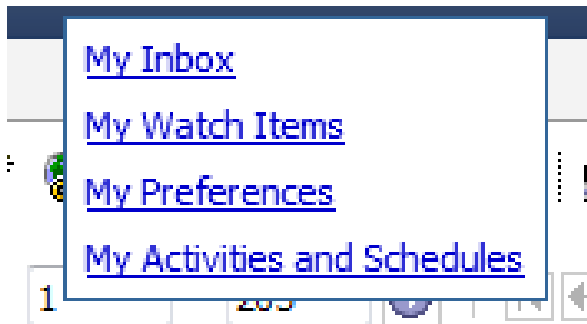 My Inbox
My Watch Items
My Preferences
My Activities and Schedules
1